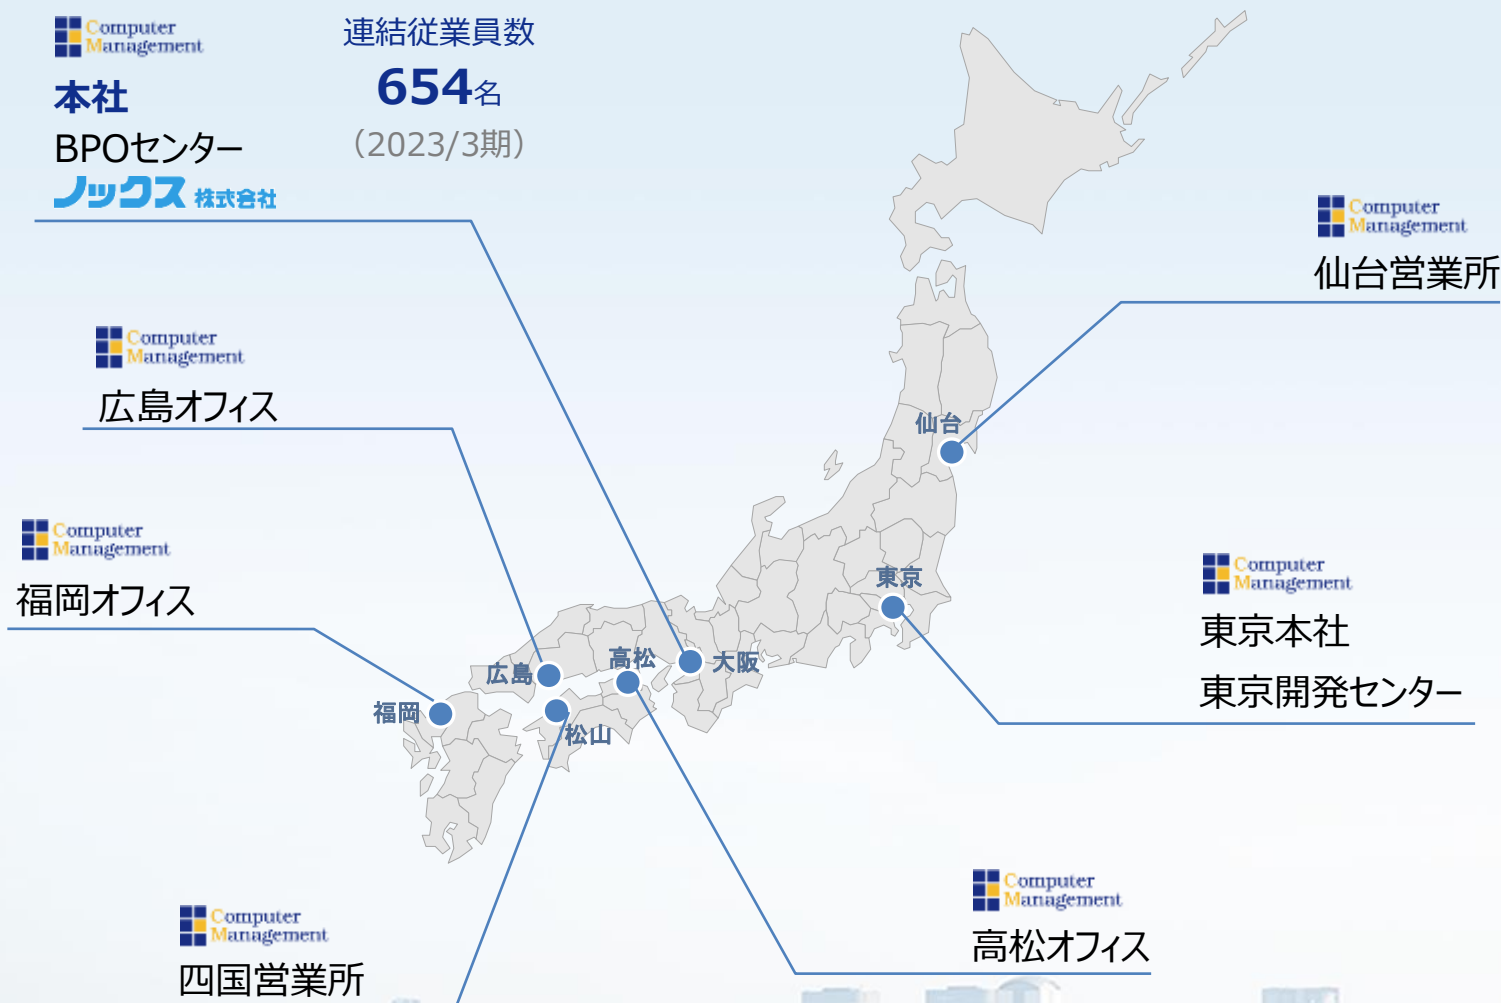 Computer
Management
本社
BPOセンター
ノックス 株式会社
連結従業員数
654名
（2023/3期）
Computer
Management
仙台営業所
Computer
Management
広島オフィス
仙台
Computer
Management
福岡オフィス
Computer
Management
東京本社
東京開発センター
東京
広島
高松
大阪
福岡
松山
Computer
Management
高松オフィス
Computer
Management
四国営業所